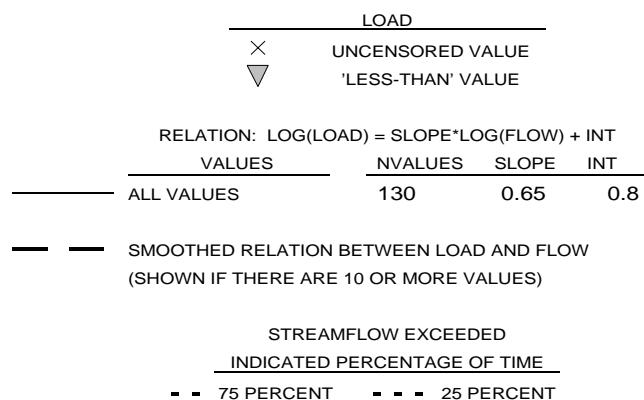 LOAD
UNCENSORED VALUE
'LESS-THAN' VALUE
RELATION: LOG(LOAD) = SLOPE*LOG(FLOW) + INT
VALUES NVALUES SLOPE INT
ALL VALUES 130 0.65 0.8
SMOOTHED RELATION BETWEEN LOAD AND FLOW
(SHOWN IF THERE ARE 10 OR MORE VALUES)
STREAMFLOW EXCEEDED
INDICATED PERCENTAGE OF TIME
75 PERCENT 25 PERCENT